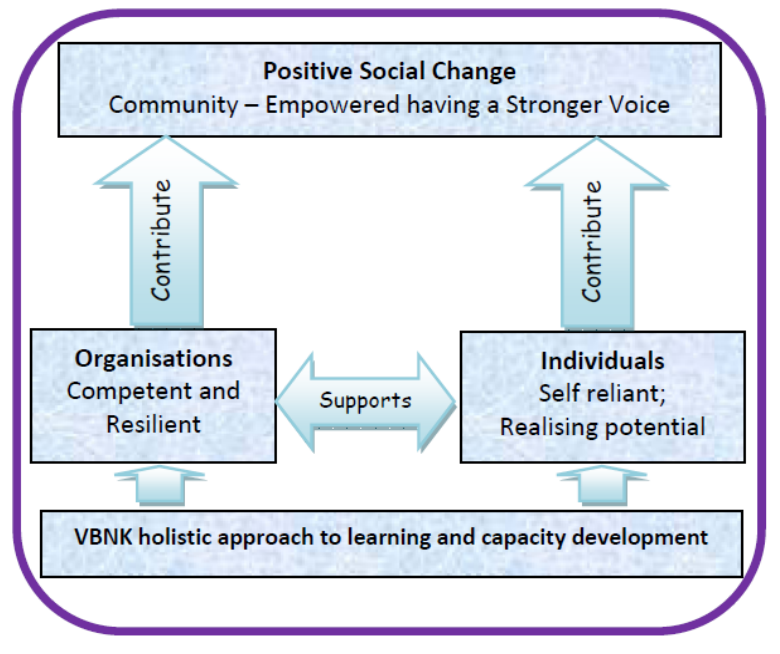 Positive Social Change
Community – Empowered having a Stronger Voice
Contribute
Contribute
Organisations
Competent and
Resilient
Supports
Individuals
Self reliant;
Realising potential
VBNK holistic approach to learning and capacity development